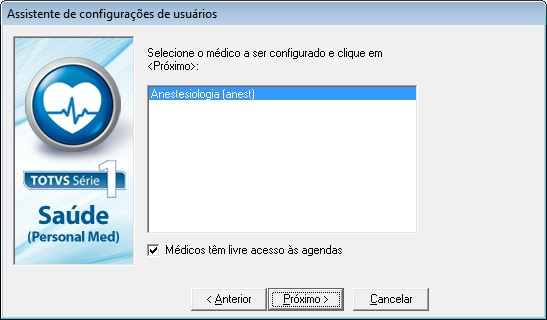 Assistente de configurações de usuários
Selecione o médico a ser configurado e clique em
<Próximo>:
Anestesiologia (anest)
TOTVS Série 1
Saúde
(Personal Med)
Médicos têm livre acesso às agendas
< Anterior
Próximo >
Cancelar